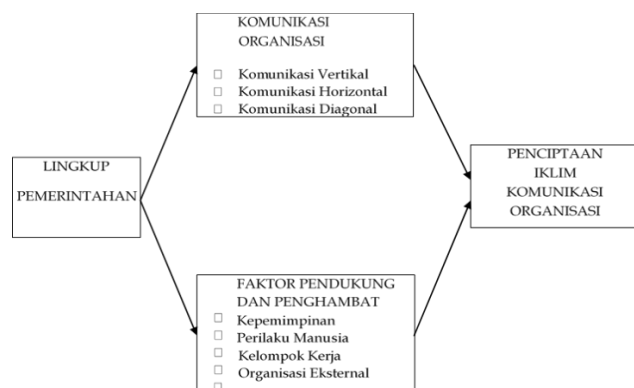 KOMUNIKASI
ORGANISASI
Komunikasi Vertikal
Komunikasi Horizontal
Komunikasi Diagonal
LINGKUP
PEMERINTAHAN
PENCIPTAAN
IKLIM
KOMUNIKASI
ORGANISASI
FAKTOR PENDUKUNG
DAN PENGHAMBAT
Kepemimpinan
Perilaku Manusia
Kelompok Kerja
Organisasi Eksternal